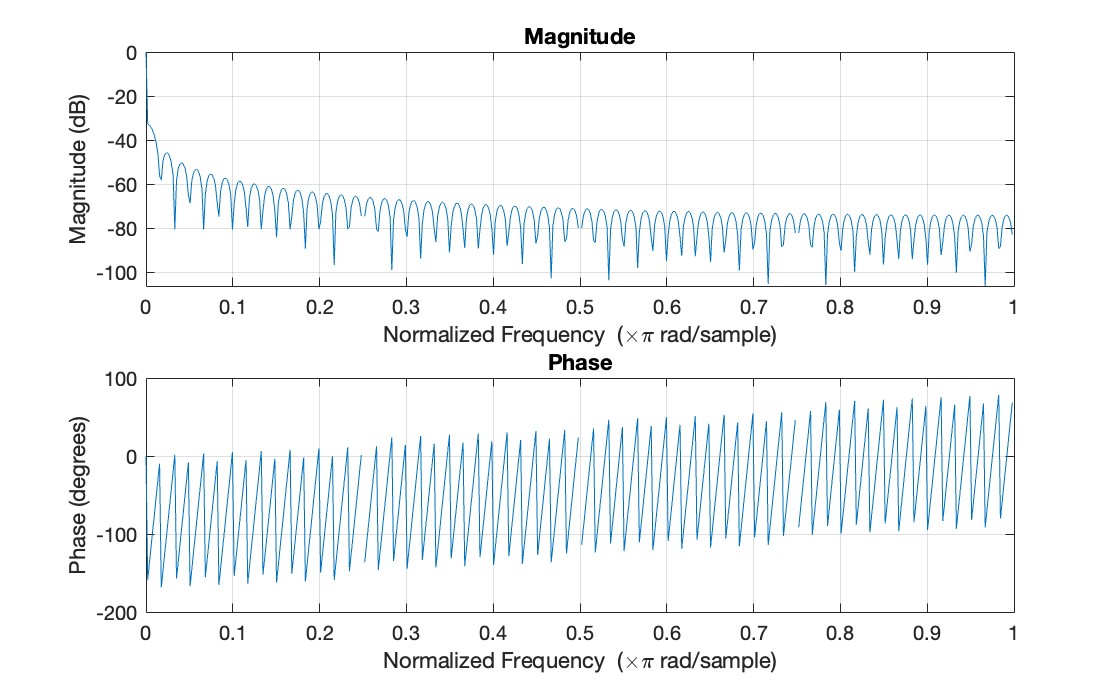 Magnitude
0
-20
-40
-60
-80
-100
Magnitude (dB)
0 0.1 0.2 0.3 0.4 0.5 0.6 0.7 0.8 0.9 1
Normalized Frequency (×π rad/sample)
Phase
100
0
-100
-200
Phase (degrees)
0 0.1 0.2 0.3 0.4 0.5 0.6 0.7 0.8 0.9 1
Normalized Frequency (×π rad/sample)